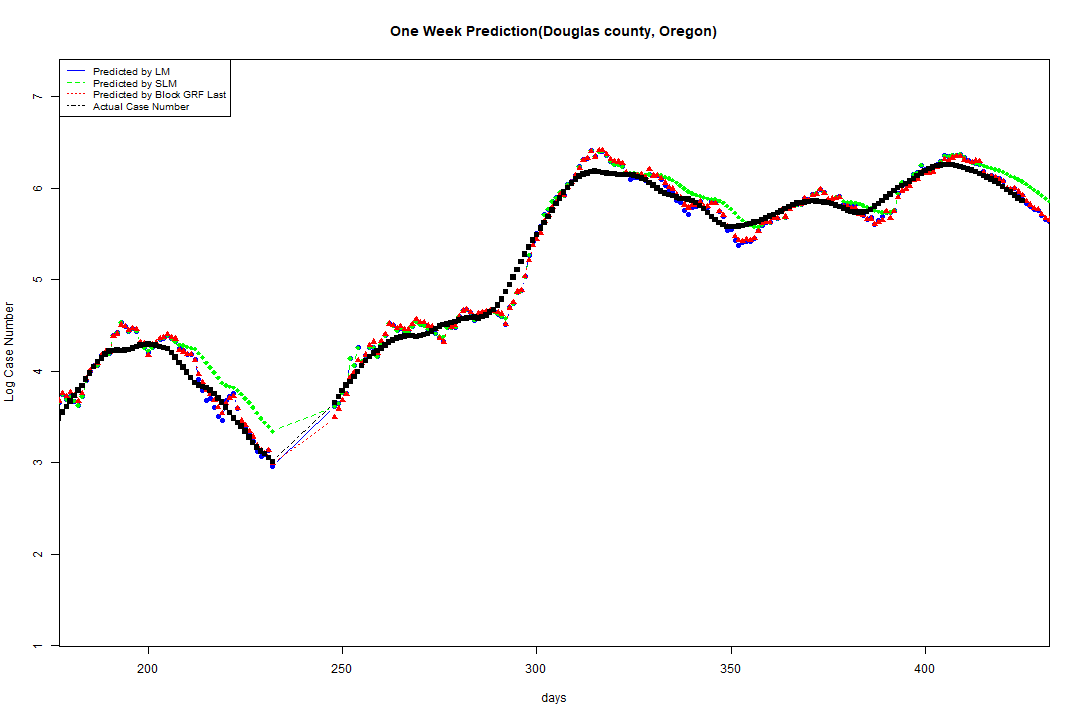 One Week Prediction(Douglas county, Oregon)
Predicted by LM
Predicted by SLM
Predicted by Block GRF Last
Actual Case Number
7
6
5
4
3
2
1
Log Case Number
200 250 300 350 400
days